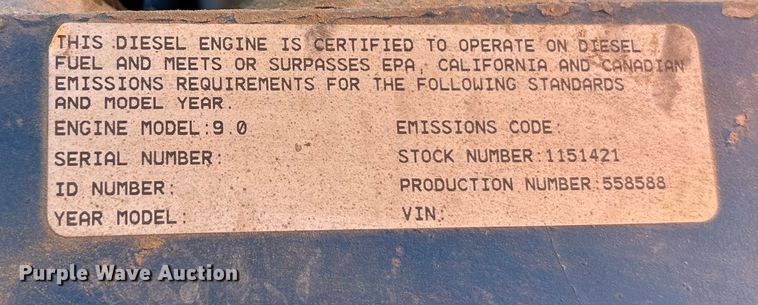 THIS DIESEL ENGINE IS CERTIFIED TO OPERATE ON DIESEL
FUEL AND MEETS OR SURPASSES EPA, CALIFORNIA AND CANADIAN
EMISSIONS REQUIREMENTS FOR THE FOLLOWING STANDARDS
AND MODEL YEAR.
ENGINE MODEL:9.0 EMISSIONS CODE:
SERIAL NUMBER: STOCK NUMBER:1151421
ID NUMBER: PRODUCTION NUMBER:558588
YEAR MODEL: VIN:
Purple Wave Auction